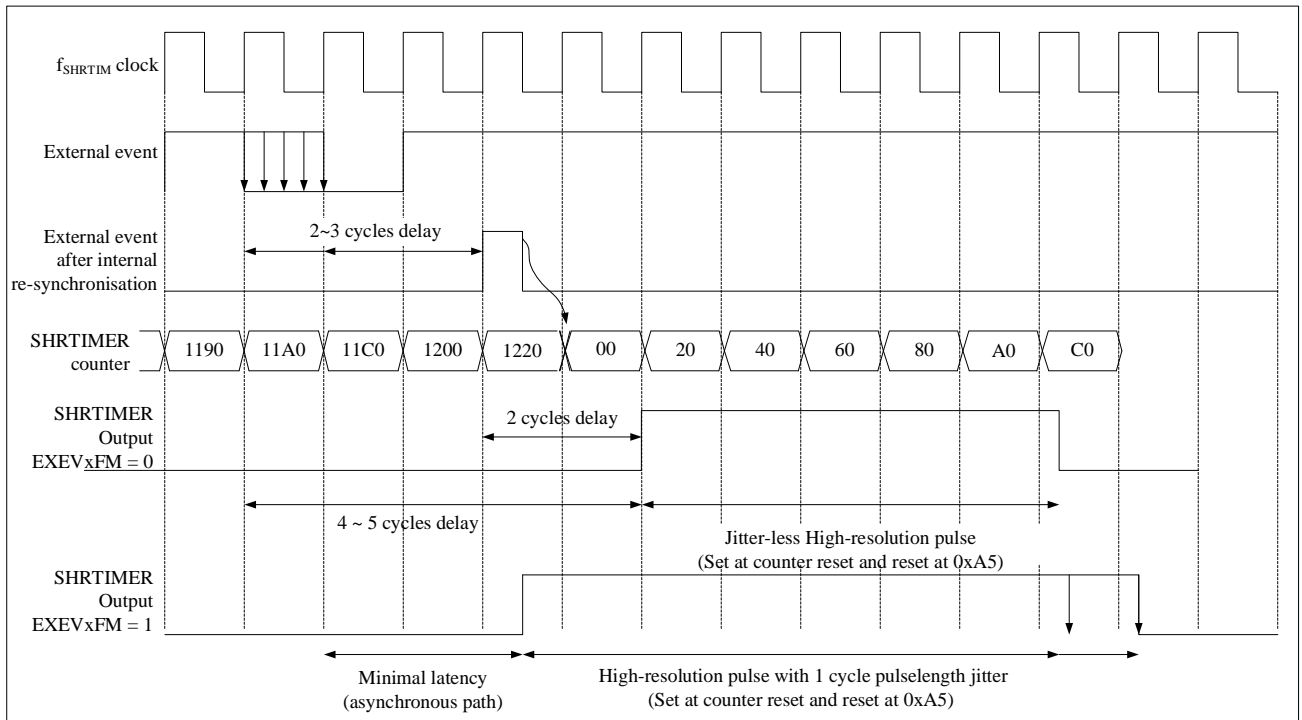 fSHRTIM clock
External event
2~3 cycles delay
External event
after internal
re-synchronisation
SHRTIMER
counter
1190 11A0 11C0 1200 1220 00 20 40 60 80 A0 C0
SHRTIMER
Output
EXEVxFM = 0
2 cycles delay
4 ~ 5 cycles delay
Jitter-less High-resolution pulse
(Set at counter reset and reset at 0xA5)
SHRTIMER
Output
EXEVxFM = 1
Minimal latency
(asynchronous path)
High-resolution pulse with 1 cycle pulselength jitter
(Set at counter reset and reset at 0xA5)